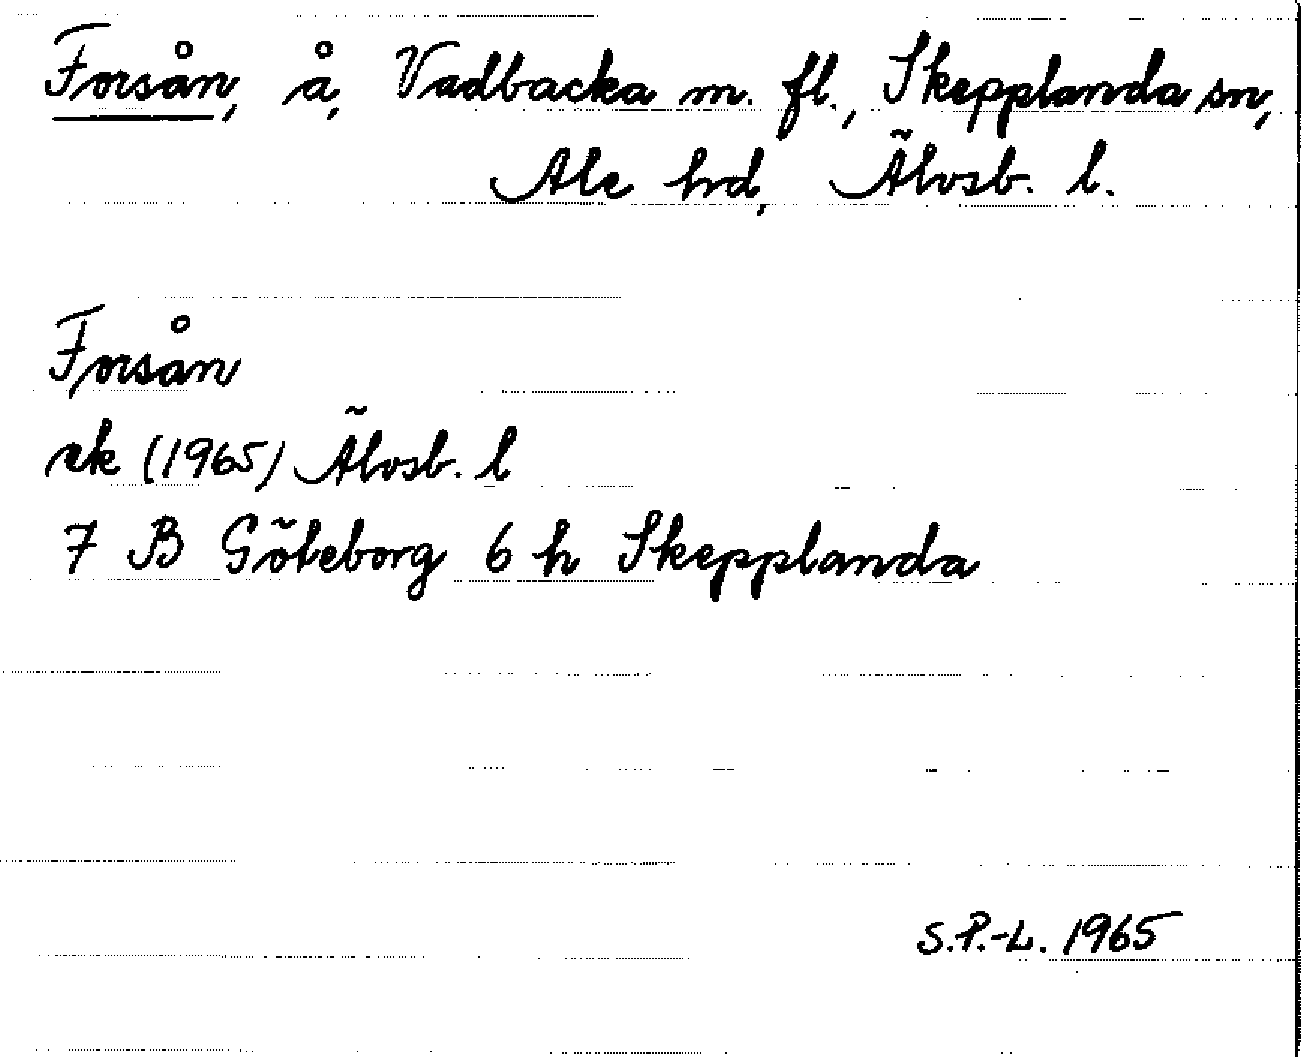 Forsån, å, Vadbacka m. fl., Skepplanda sn,
Ale hd, Älvsb. l.
Forsån
ek (1965) Älvsb. l
7 B Göteborg 6 h Skepplanda
S.P.-L. 1965